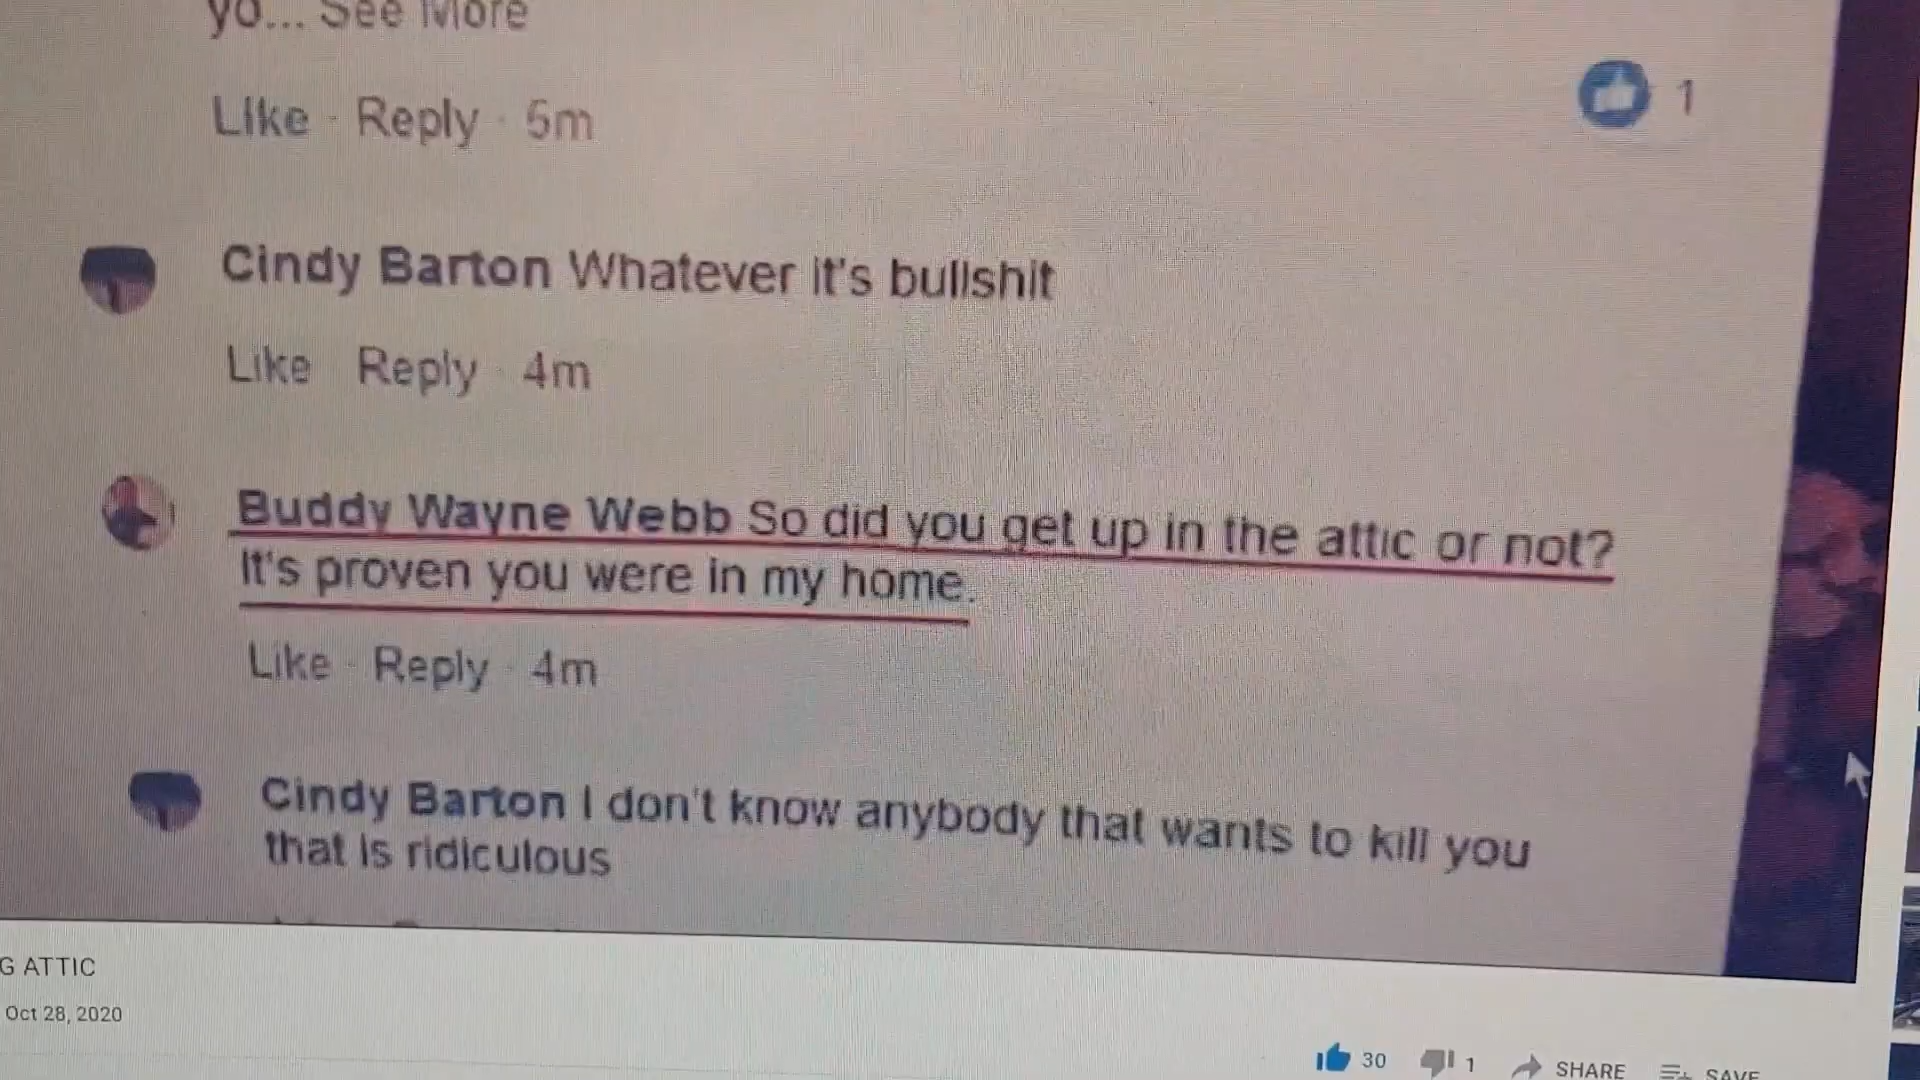 yo... See More
Like · Reply · 5m
1
Cindy Barton Whatever it's bullshit
Like Reply · 4m
Buddy Wayne Webb So did you get up in the attic or not?
It's proven you were in my home.
Like · Reply · 4m
Cindy Barton I don't know anybody that wants to kill you
that is ridiculous
G ATTIC
Oct 28, 2020
30 1 SHARE SAVE